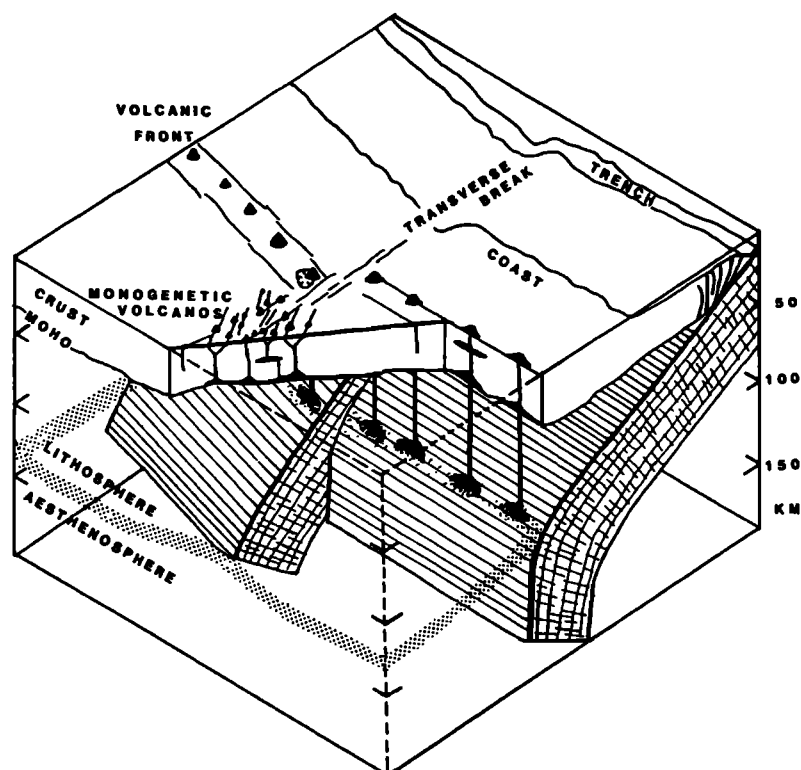 VOLCANIC
FRONT
TRENCH
TRANSVERSE
BREAK
COAST
MONOGENETIC
VOLCANOS
CRUST
MOHO
50
100
150
KM
LITHOSPHERE
AESTHENOSPHERE